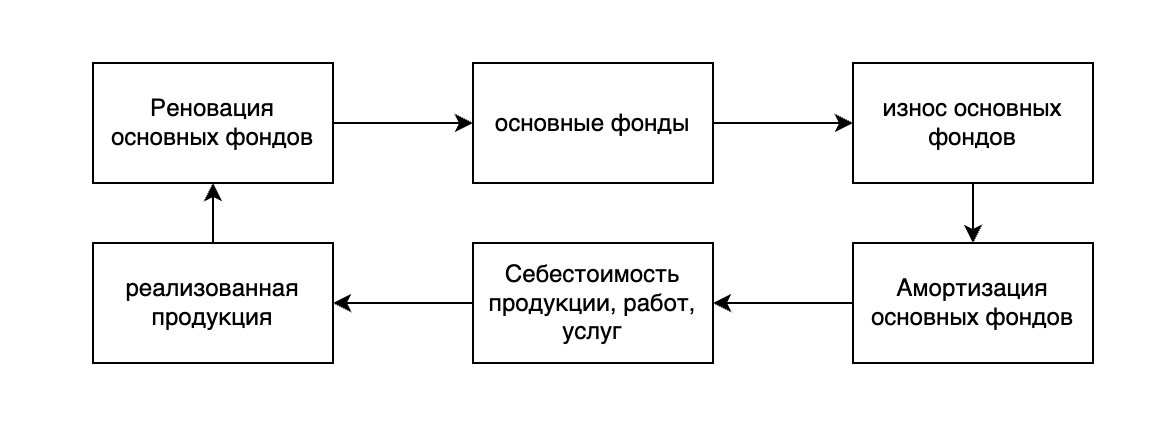 Реновация
основных фондов
основные фонды
износ основных
фондов
реализованная
продукция
Себестоимость
продукции, работ,
услуг
Амортизация
основных фондов